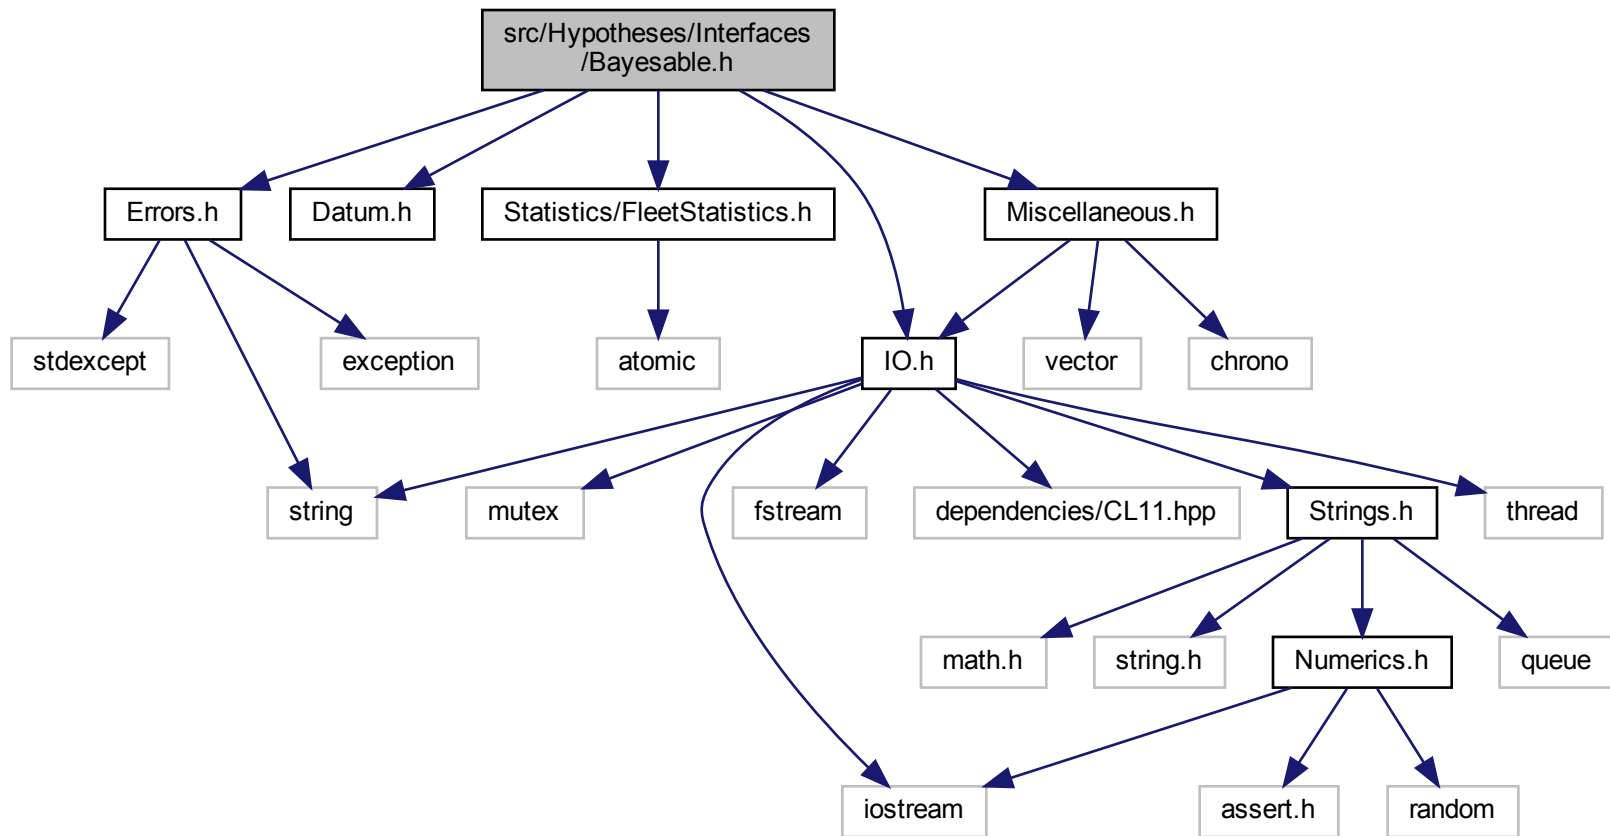 src/Hypotheses/Interfaces
/Bayesable.h
Errors.h
Datum.h
Statistics/FleetStatistics.h
Miscellaneous.h
stdexcept
exception
atomic
IO.h
vector
chrono
string
mutex
fstream
dependencies/CL11.hpp
Strings.h
thread
math.h
string.h
Numerics.h
queue
iostream
assert.h
random